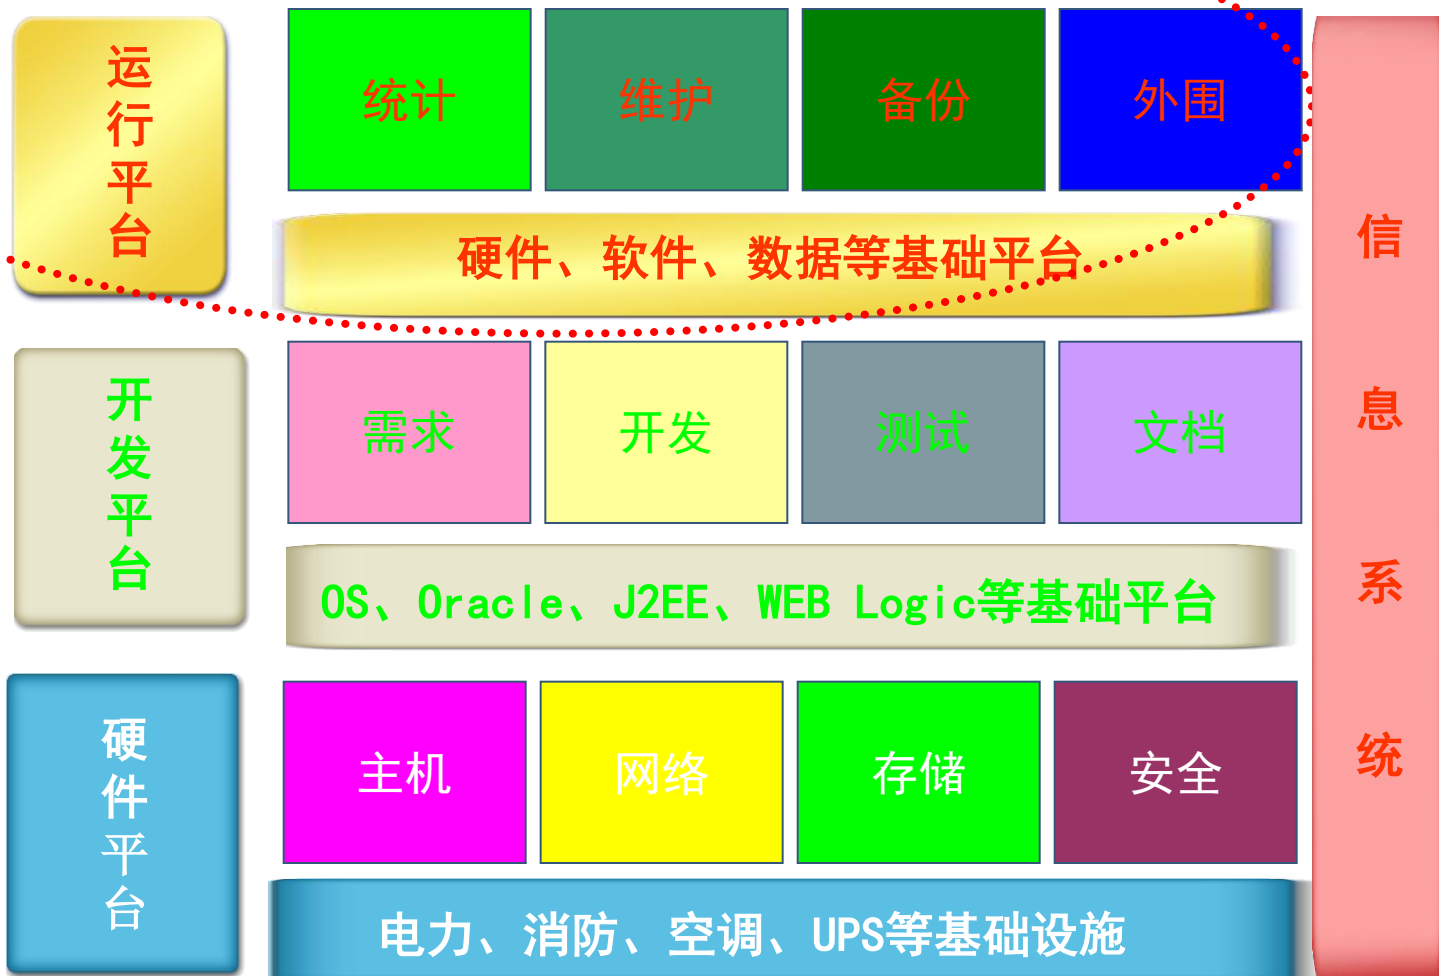 运行平台
统计
维护
备份
外围
硬件、软件、数据等基础平台
开发平台
需求
开发
测试
文档
OS、Oracle、J2EE、WEB Logic等基础平台
硬件平台
主机
网络
存储
安全
电力、消防、空调、UPS等基础设施
信息系统